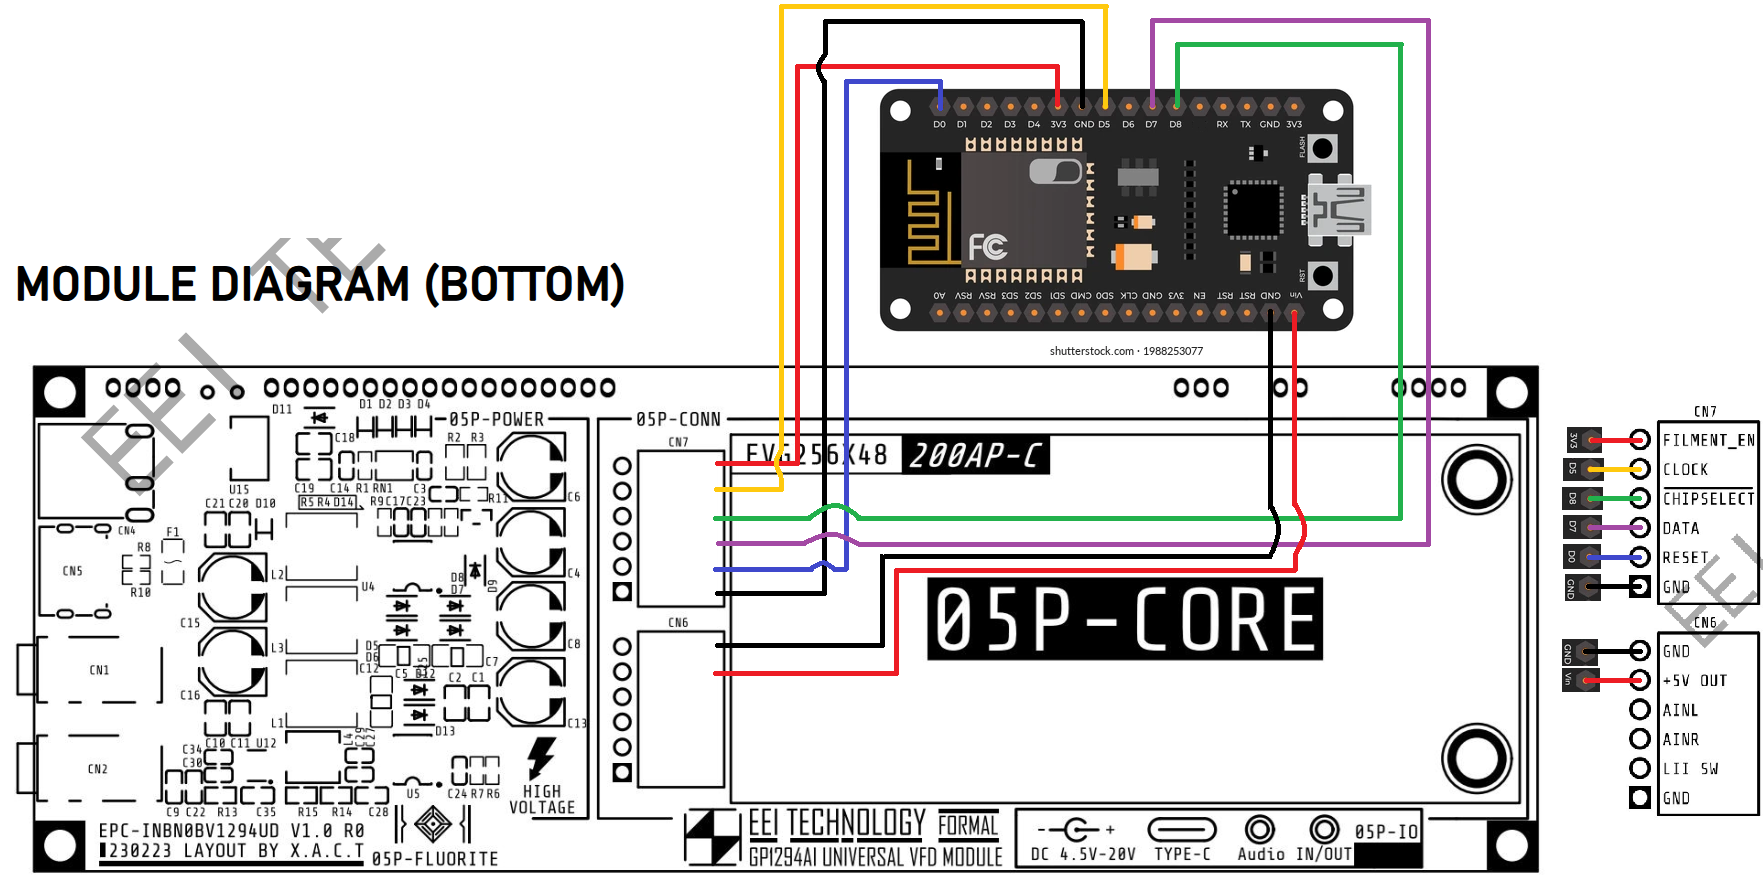 D0 D1 D2 D3 D4 3V3 GND D5 D6 D7 D8 RX TX GND 3V3
FLASH
FC
RST
A0 RSV RSV SD3 SD2 SD1 CMD SD0 CLK GND 3V3 EN RST RST GND Vin
shutterstock.com · 1988253077
MODULE DIAGRAM (BOTTOM)
EEI TE
D11
D1 D2 D3 D4
05P-POWER
05P-CONN
C18
R2 R3
CN7
EVG256X48 200AP-C
U15
C19 C14 R1 RN1 C3
R11
C6
C21 C20 D10
R5 R4 D14
R9 C17 C23
CN4
F1
R8
CN5
R10
L2
U4
D8
D7
D9
C4
C15
05P-CORE
CN6
L3
D5
D6
C12
C5
D12
C7
C8
CN1
C16
C2 C1
L1
D13
C13
C10 C11 U12
L4
C29
C27
C34
C30
CN2
U5
C24 R7 R6
HIGH
VOLTAGE
C9 C22 R13 C35 R15 R14 C28
EPC-INBN0BV1294UD V1.0 R0
230223 LAYOUT BY X.A.C.T
05P-FLUORITE
EEI TECHNOLOGY FORMAL
GP1294AI UNIVERSAL VFD MODULE
- +
DC 4.5V-20V TYPE-C Audio IN/OUT
05P-IO
CN7
3V3 FILMENT_EN
D5 CLOCK
D8 CHIPSELECT
D7 DATA
D0 RESET
GND GND
EEI
CN6
GND GND
Vin +5V OUT
AINL
AINR
LII SW
GND